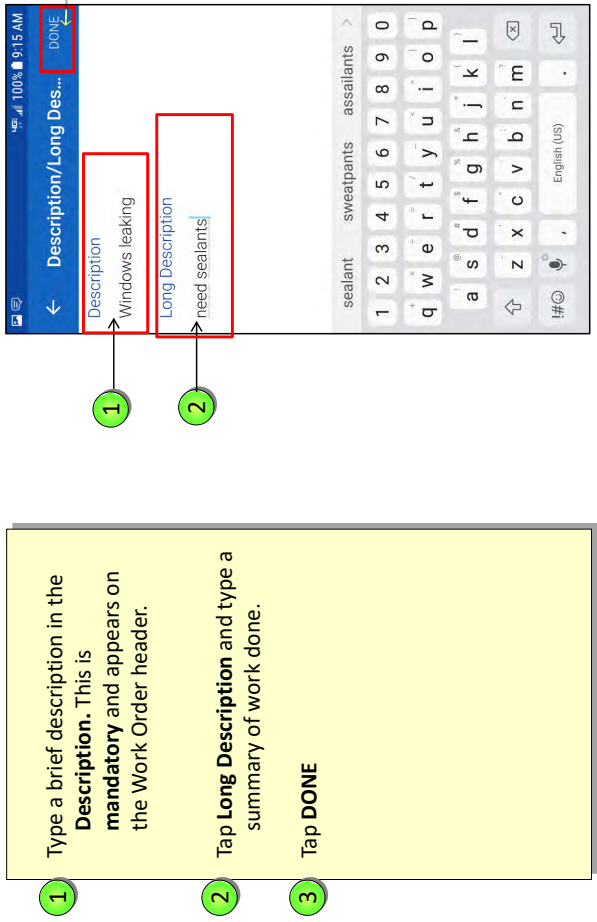 1 Type a brief description in the
Description. This is
mandatory and appears on
the Work Order header.
2 Tap Long Description and type a
summary of work done.
3 Tap DONE
4G 100% 9:15 AM
← Description/Long Des... DONE
Description
1 Windows leaking
Long Description
2 need sealants
sealant sweatpants assailants
1 2 3 4 5 6 7 8 9 0
q w e r t y u i o p
a s d f g h j k l
z x c v b n m
!#☺ , English (US) .